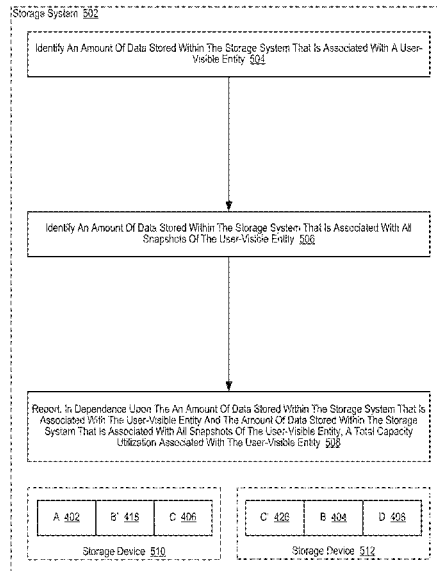 Storage System 502
Identify An Amount Of Data Stored Within The Storage System That Is Associated With A User-
Visible Entity 504
Identify An Amount Of Data Stored Within The Storage System That Is Associated With All
Snapshots Of The User-Visible Entity 506
Report, In Dependence Upon The An Amount Of Data Stored Within The Storage System That Is
Associated With The User-Visible Entity And The Amount Of Data Stored Within The Storage
System That Is Associated With All Snapshots Of The User-Visible Entity, A Total Capacity
Utilization Associated With The User-Visible Entity 508
A 402 B' 416 C 406
Storage Device 510
C' 426 B 404 D 408
Storage Device 512